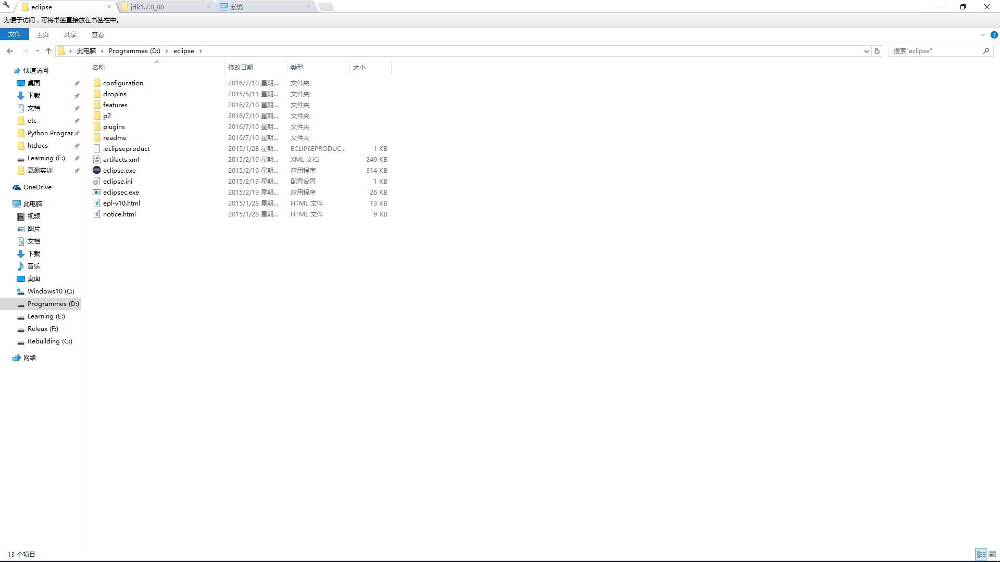 eclipse
jdk1.7.0_80
系统
为便于访问，可将书签直接放在书签栏中。
文件 主页 共享 查看
此电脑 Programmes (D:) eclipse
搜索"eclipse"
快速访问
桌面
下载
文档
etc
Python Prograr
htdocs
Learning (E:)
慕测实训
OneDrive
此电脑
视频
图片
文档
下载
音乐
桌面
Windows10 (C:)
Programmes (D:)
Learning (E:)
Releax (F:)
Rebuilding (G:)
网络
名称 修改日期 类型 大小
configuration 2016/7/10 星期... 文件夹
dropins 2015/5/11 星期... 文件夹
features 2016/7/10 星期... 文件夹
p2 2016/7/10 星期... 文件夹
plugins 2016/7/10 星期... 文件夹
readme 2016/7/10 星期... 文件夹
.eclipseproduct 2015/1/28 星期... ECLIPSEPRODUC... 1 KB
artifacts.xml 2015/2/19 星期... XML 文档 249 KB
eclipse.exe 2015/2/19 星期... 应用程序 314 KB
eclipse.ini 2015/2/19 星期... 配置设置 1 KB
eclipsec.exe 2015/2/19 星期... 应用程序 26 KB
epl-v10.html 2015/1/28 星期... HTML 文件 13 KB
notice.html 2015/1/28 星期... HTML 文件 9 KB
13 个项目